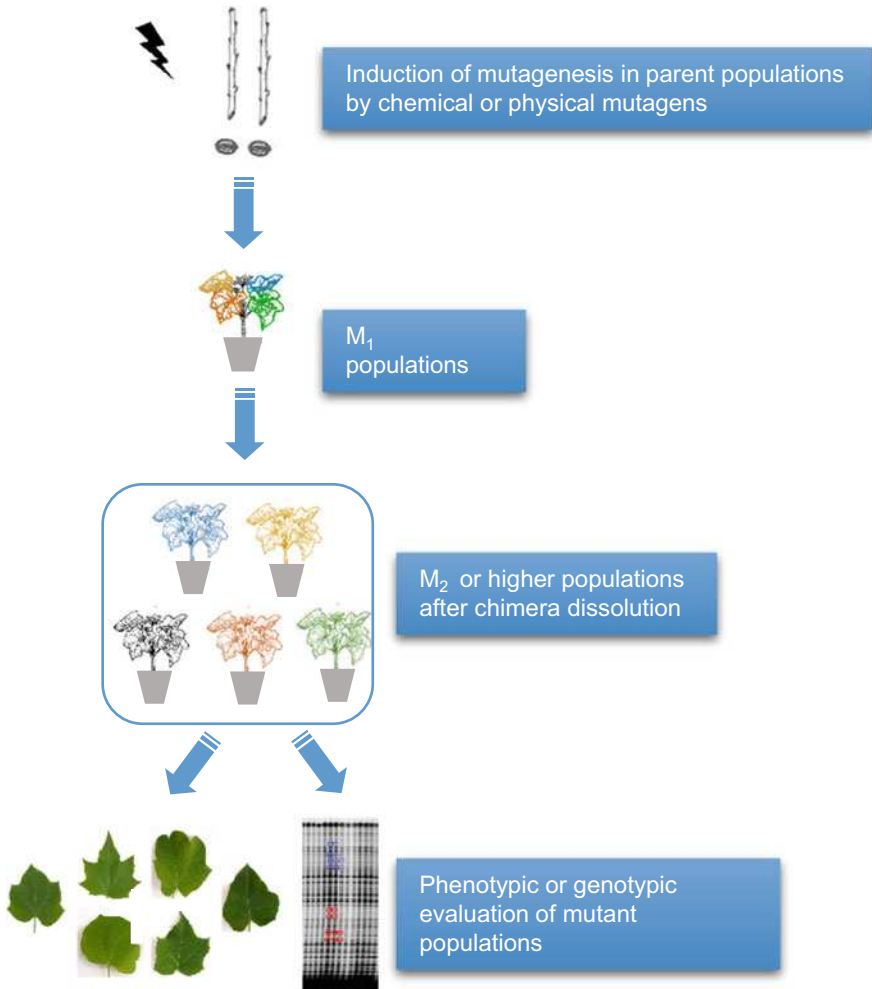 Induction of mutagenesis in parent populations
by chemical or physical mutagens
M₁
populations
M₂ or higher populations
after chimera dissolution
Phenotypic or genotypic
evaluation of mutant
populations